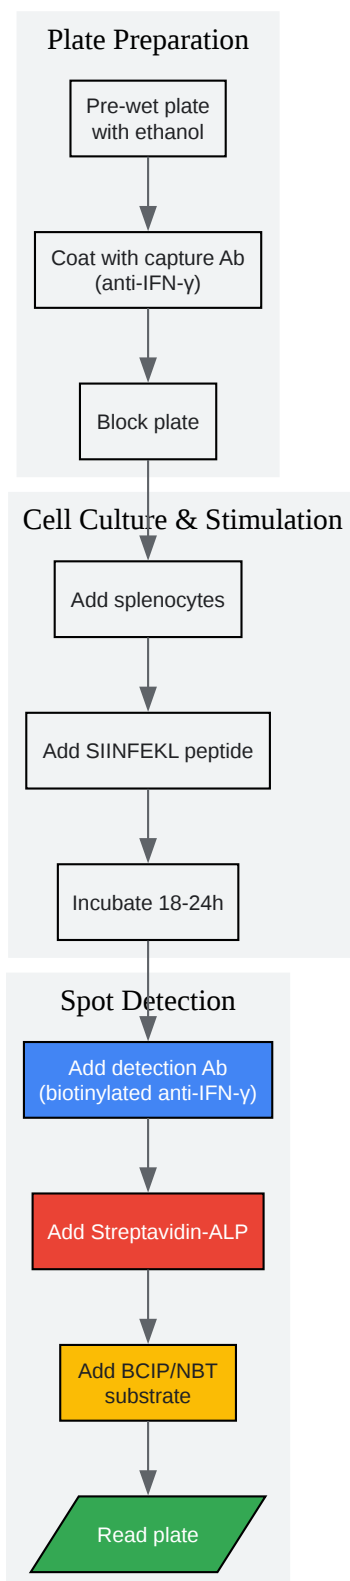 Plate Preparation
Pre-wet plate
with ethanol
Coat with capture Ab
(anti-IFN-γ)
Block plate
Cell Culture & Stimulation
Add splenocytes
Add SIINFEKL peptide
Incubate 18-24h
Spot Detection
Add detection Ab
(biotinylated anti-IFN-γ)
Add Streptavidin-ALP
Add BCIP/NBT
substrate
Read plate